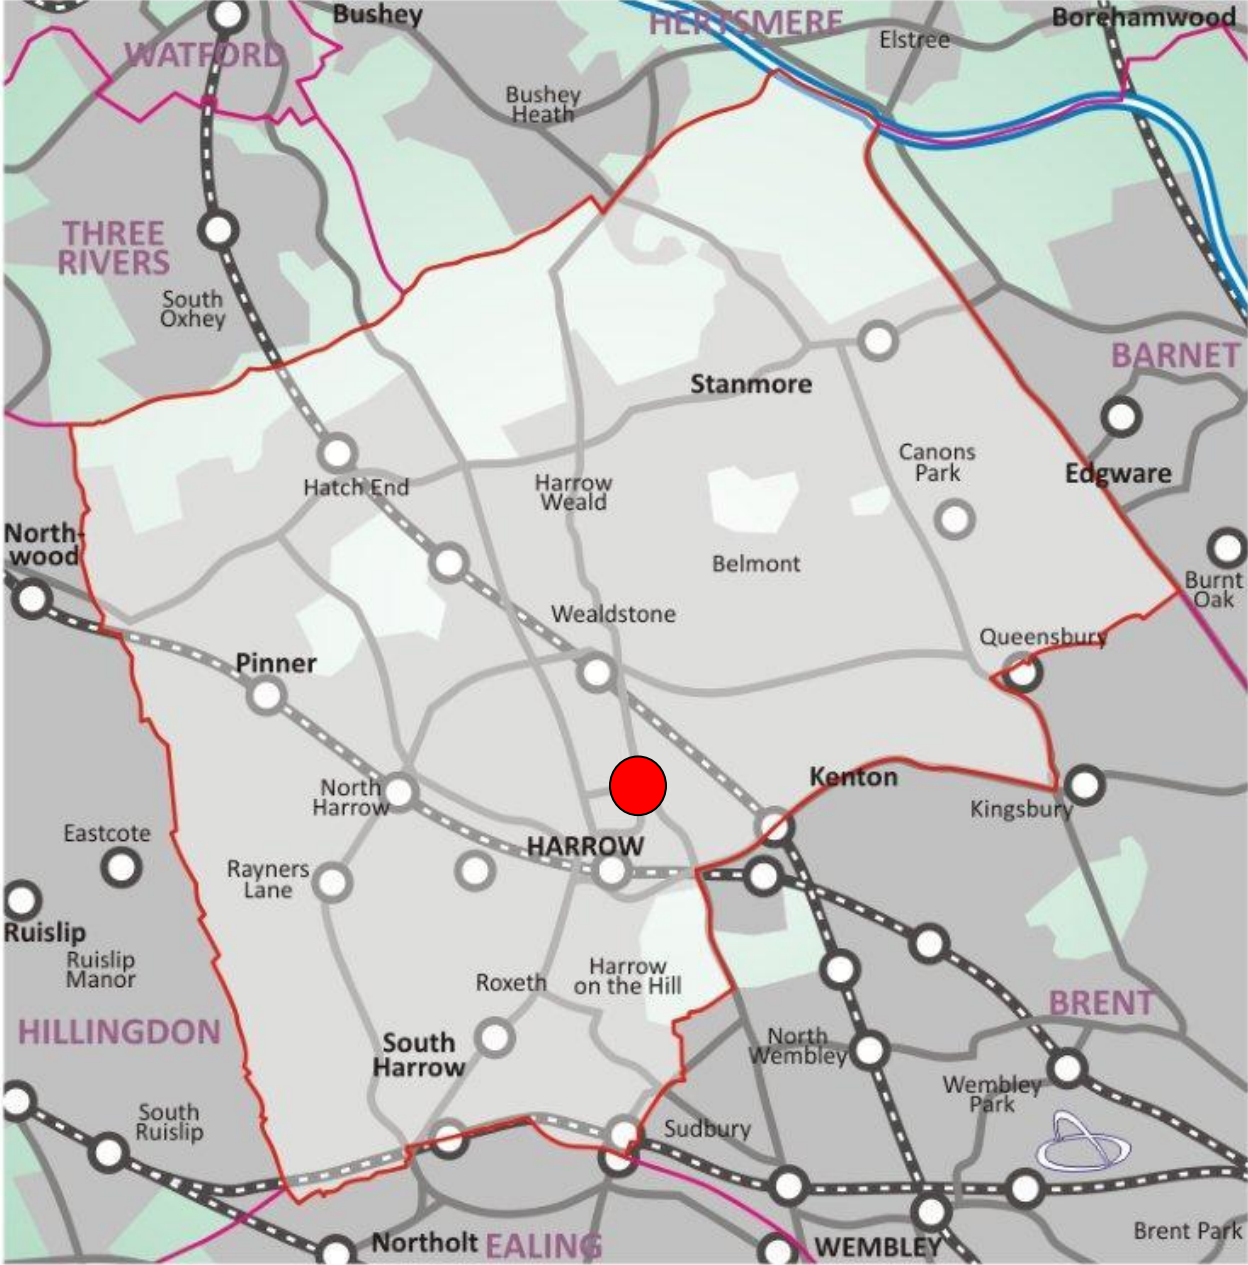 Bushey
HERTSMERE
Borehamwood
WATFORD
Elstree
Bushey
Heath
THREE
RIVERS
South
Oxhey
BARNET
Stanmore
Canons
Park
Edgware
Hatch End
Harrow
Weald
North-
wood
Belmont
Burnt
Oak
Wealdstone
Queensbury
Pinner
North
Harrow
Kenton
Kingsbury
Eastcote
HARROW
Rayners
Lane
Ruislip
Ruislip
Manor
Roxeth
Harrow
on the Hill
BRENT
HILLINGDON
South
Harrow
North
Wembley
Wembley
Park
South
Ruislip
Sudbury
Brent Park
Northolt
EALING
WEMBLEY